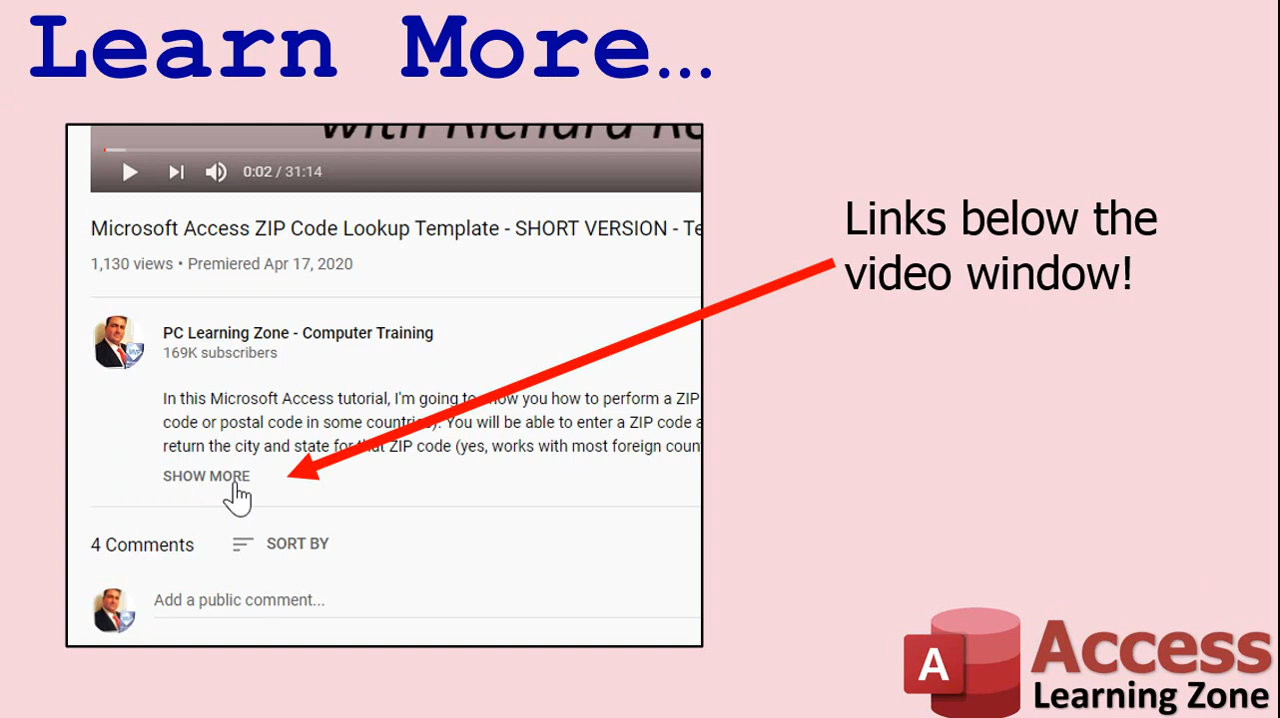 Learn More...
with Richard
0:02 / 31:14
Microsoft Access ZIP Code Lookup Template - SHORT VERSION -
1,130 views • Premiered Apr 17, 2020
PC Learning Zone - Computer Training
169K subscribers
In this Microsoft Access tutorial, I'm going to show you how to perform a ZIP
code or postal code in some countries). You will be able to enter a ZIP code
return the city and state for that ZIP code (yes, works with most foreign
SHOW MORE
4 Comments
SORT BY
Add a public comment...
Links below the
video window!
A
Access
Learning Zone